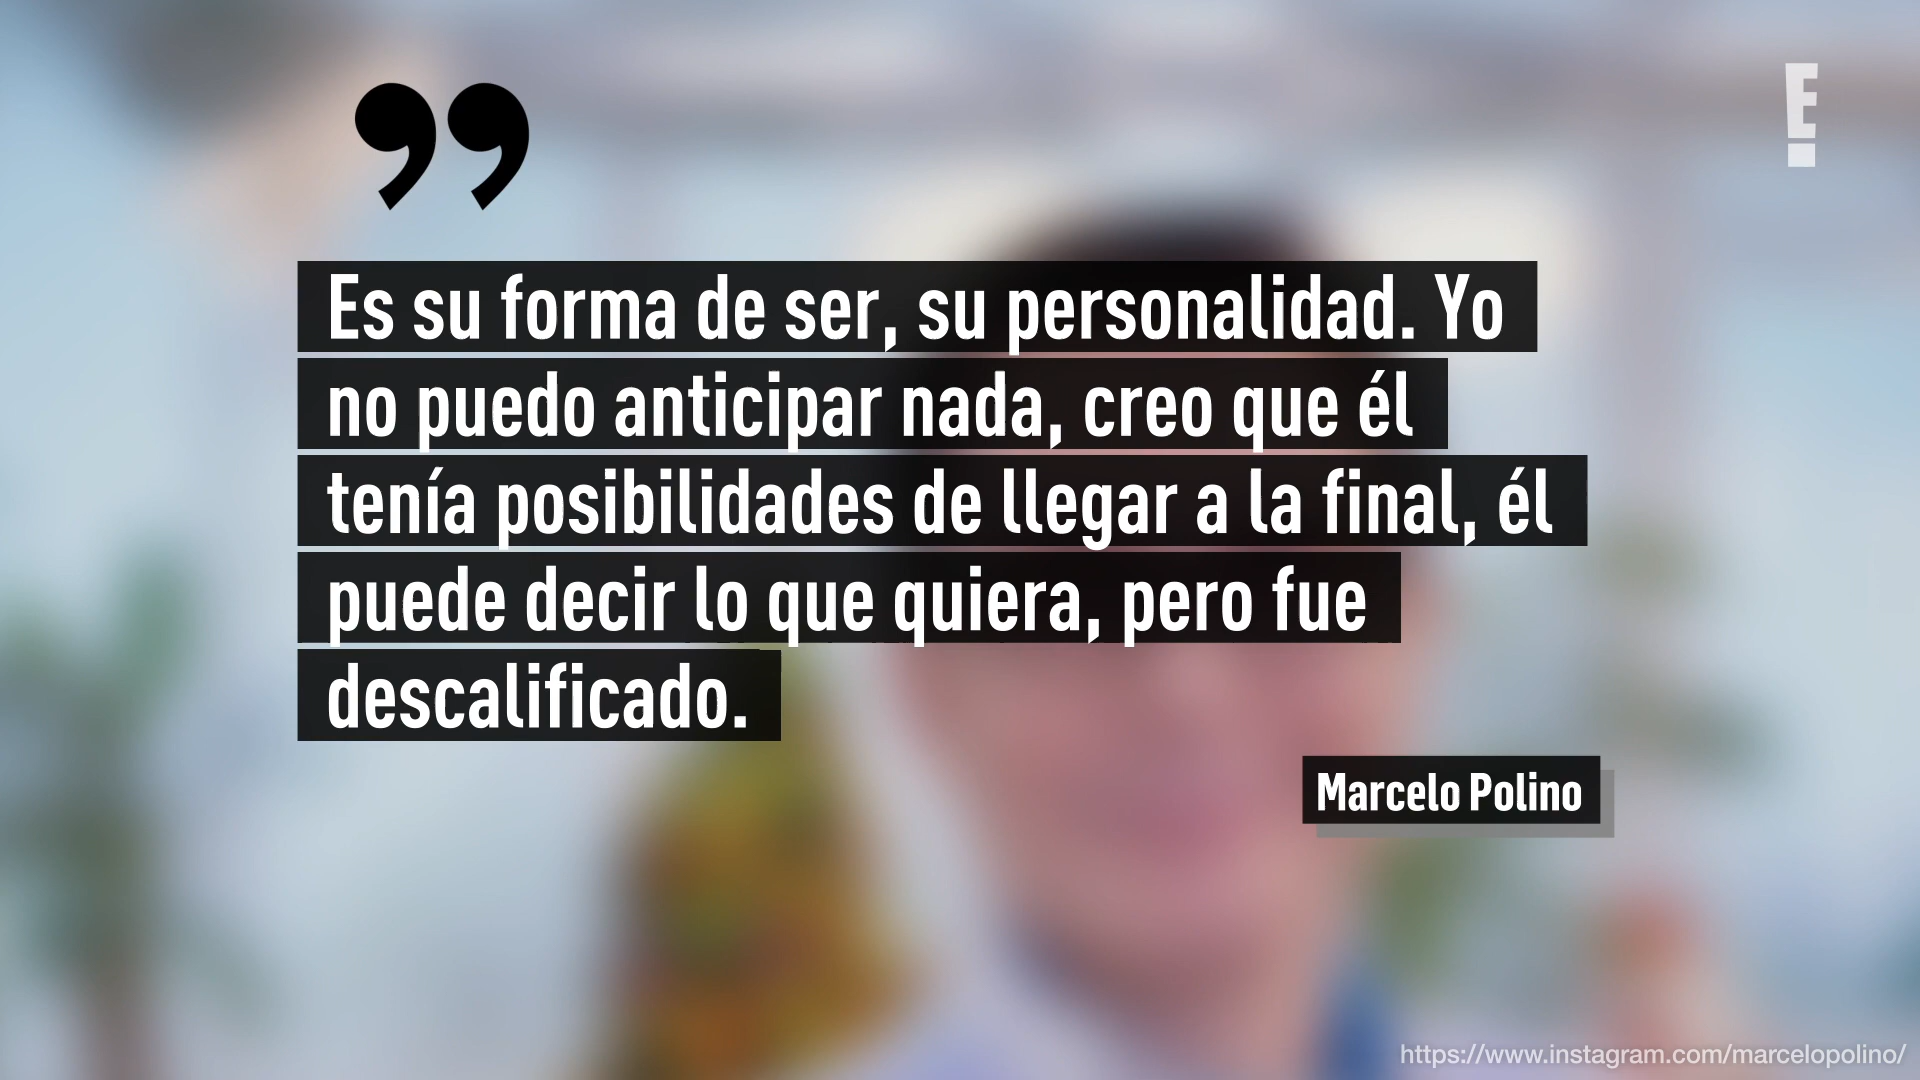 ”
E!
Es su forma de ser, su personalidad. Yo
no puedo anticipar nada, creo que él
tenía posibilidades de llegar a la final, él
puede decir lo que quiera, pero fue
descalificado.
Marcelo Polino
https://www.instagram.com/marcelopolino/